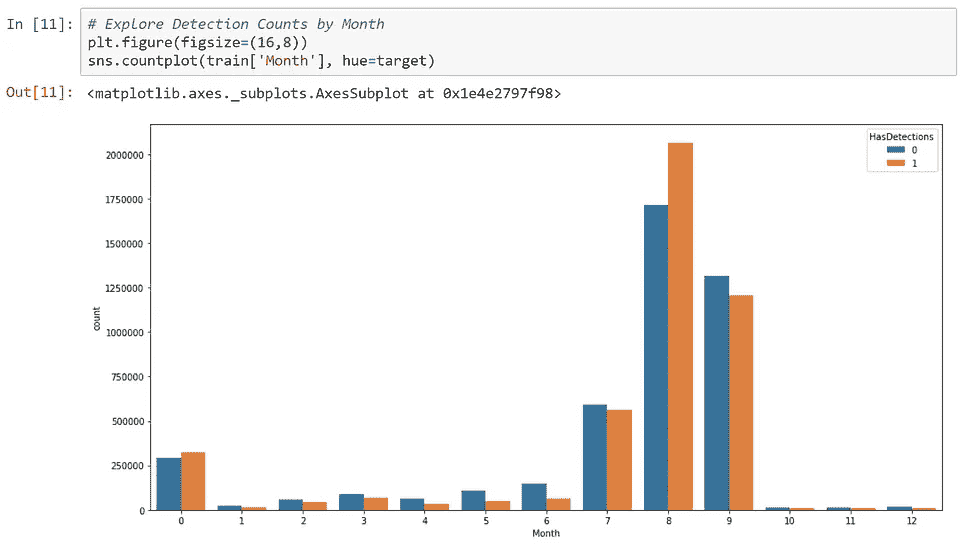 In [11]: # Explore Detection Counts by Month
plt.figure(figsize=(16,8))
sns.countplot(train['Month'], hue=target)
Out[11]: <matplotlib.axes._subplots.AxesSubplot at 0x1e4e2797f98>
HasDetections
0
1
2000000
1750000
1500000
1250000
1000000
750000
500000
250000
0
count
0 1 2 3 4 5 6 7 8 9 10 11 12
Month